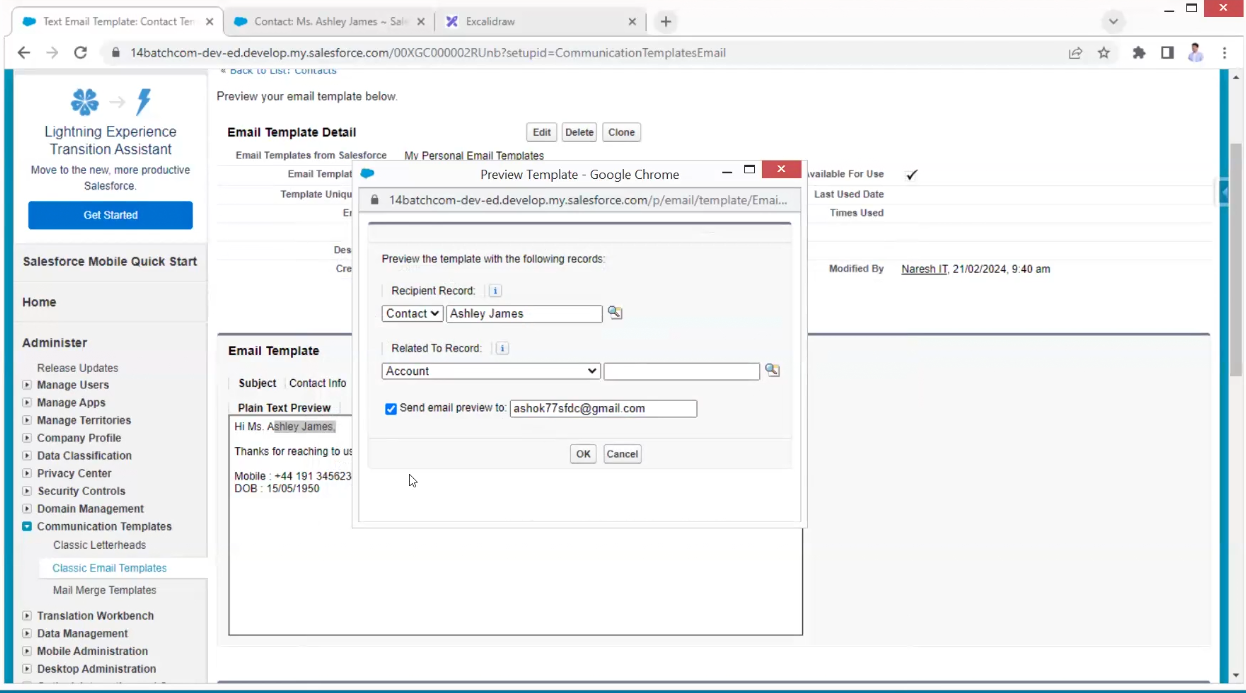 Text Email Template: Contact Ten
Contact: Ms. Ashley James ~ Sale
Excalidraw
14batchcom-dev-ed.develop.my.salesforce.com/00XGC000002RUnb?setupid=CommunicationTemplatesEmail
« Back to List: Contacts
Preview your email template below.
Lightning Experience
Transition Assistant
Move to the new, more productive
Salesforce.
Get Started
Salesforce Mobile Quick Start
Home
Administer
Release Updates
Manage Users
Manage Apps
Manage Territories
Company Profile
Data Classification
Privacy Center
Security Controls
Domain Management
Communication Templates
Classic Letterheads
Classic Email Templates
Mail Merge Templates
Translation Workbench
Data Management
Mobile Administration
Desktop Administration
Email Template Detail
Edit Delete Clone
Email Templates from Salesforce My Personal Email Templates
Email Templat
Template Uniqu
Er
Des
Cre
vailable For Use ✓
Last Used Date
Times Used
Modified By Naresh IT, 21/02/2024, 9:40 am
Email Template
Subject Contact Info
Plain Text Preview
Hi Ms. Ashley James,
Thanks for reaching to us
Mobile : +44 191 345623
DOB : 15/05/1950
Preview Template - Google Chrome
14batchcom-dev-ed.develop.my.salesforce.com/p/email/template/Emai...
Preview the template with the following records:
Recipient Record: i
Contact Ashley James
Related To Record: i
Account
Send email preview to: ashok77sfdc@gmail.com
OK Cancel